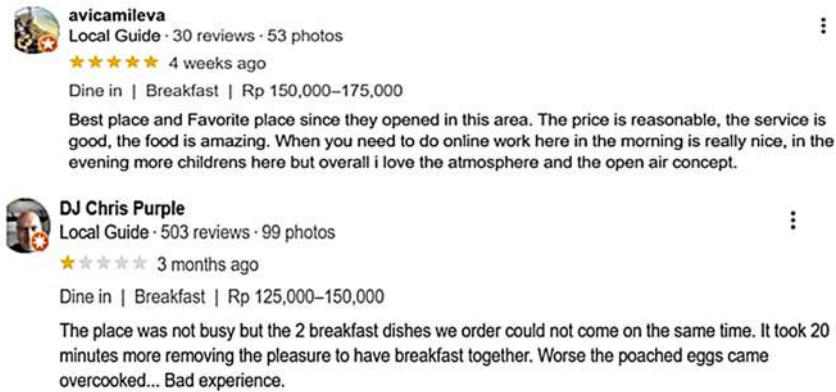 avicamileva
Local Guide · 30 reviews · 53 photos
4 weeks ago
Dine in | Breakfast | Rp 150,000–175,000
Best place and Favorite place since they opened in this area. The price is reasonable, the service is
good, the food is amazing. When you need to do online work here in the morning is really nice, in the
evening more childrens here but overall i love the atmosphere and the open air concept.
DJ Chris Purple
Local Guide · 503 reviews · 99 photos
3 months ago
Dine in | Breakfast | Rp 125,000–150,000
The place was not busy but the 2 breakfast dishes we order could not come on the same time. It took 20
minutes more removing the pleasure to have breakfast together. Worse the poached eggs came
overcooked... Bad experience.